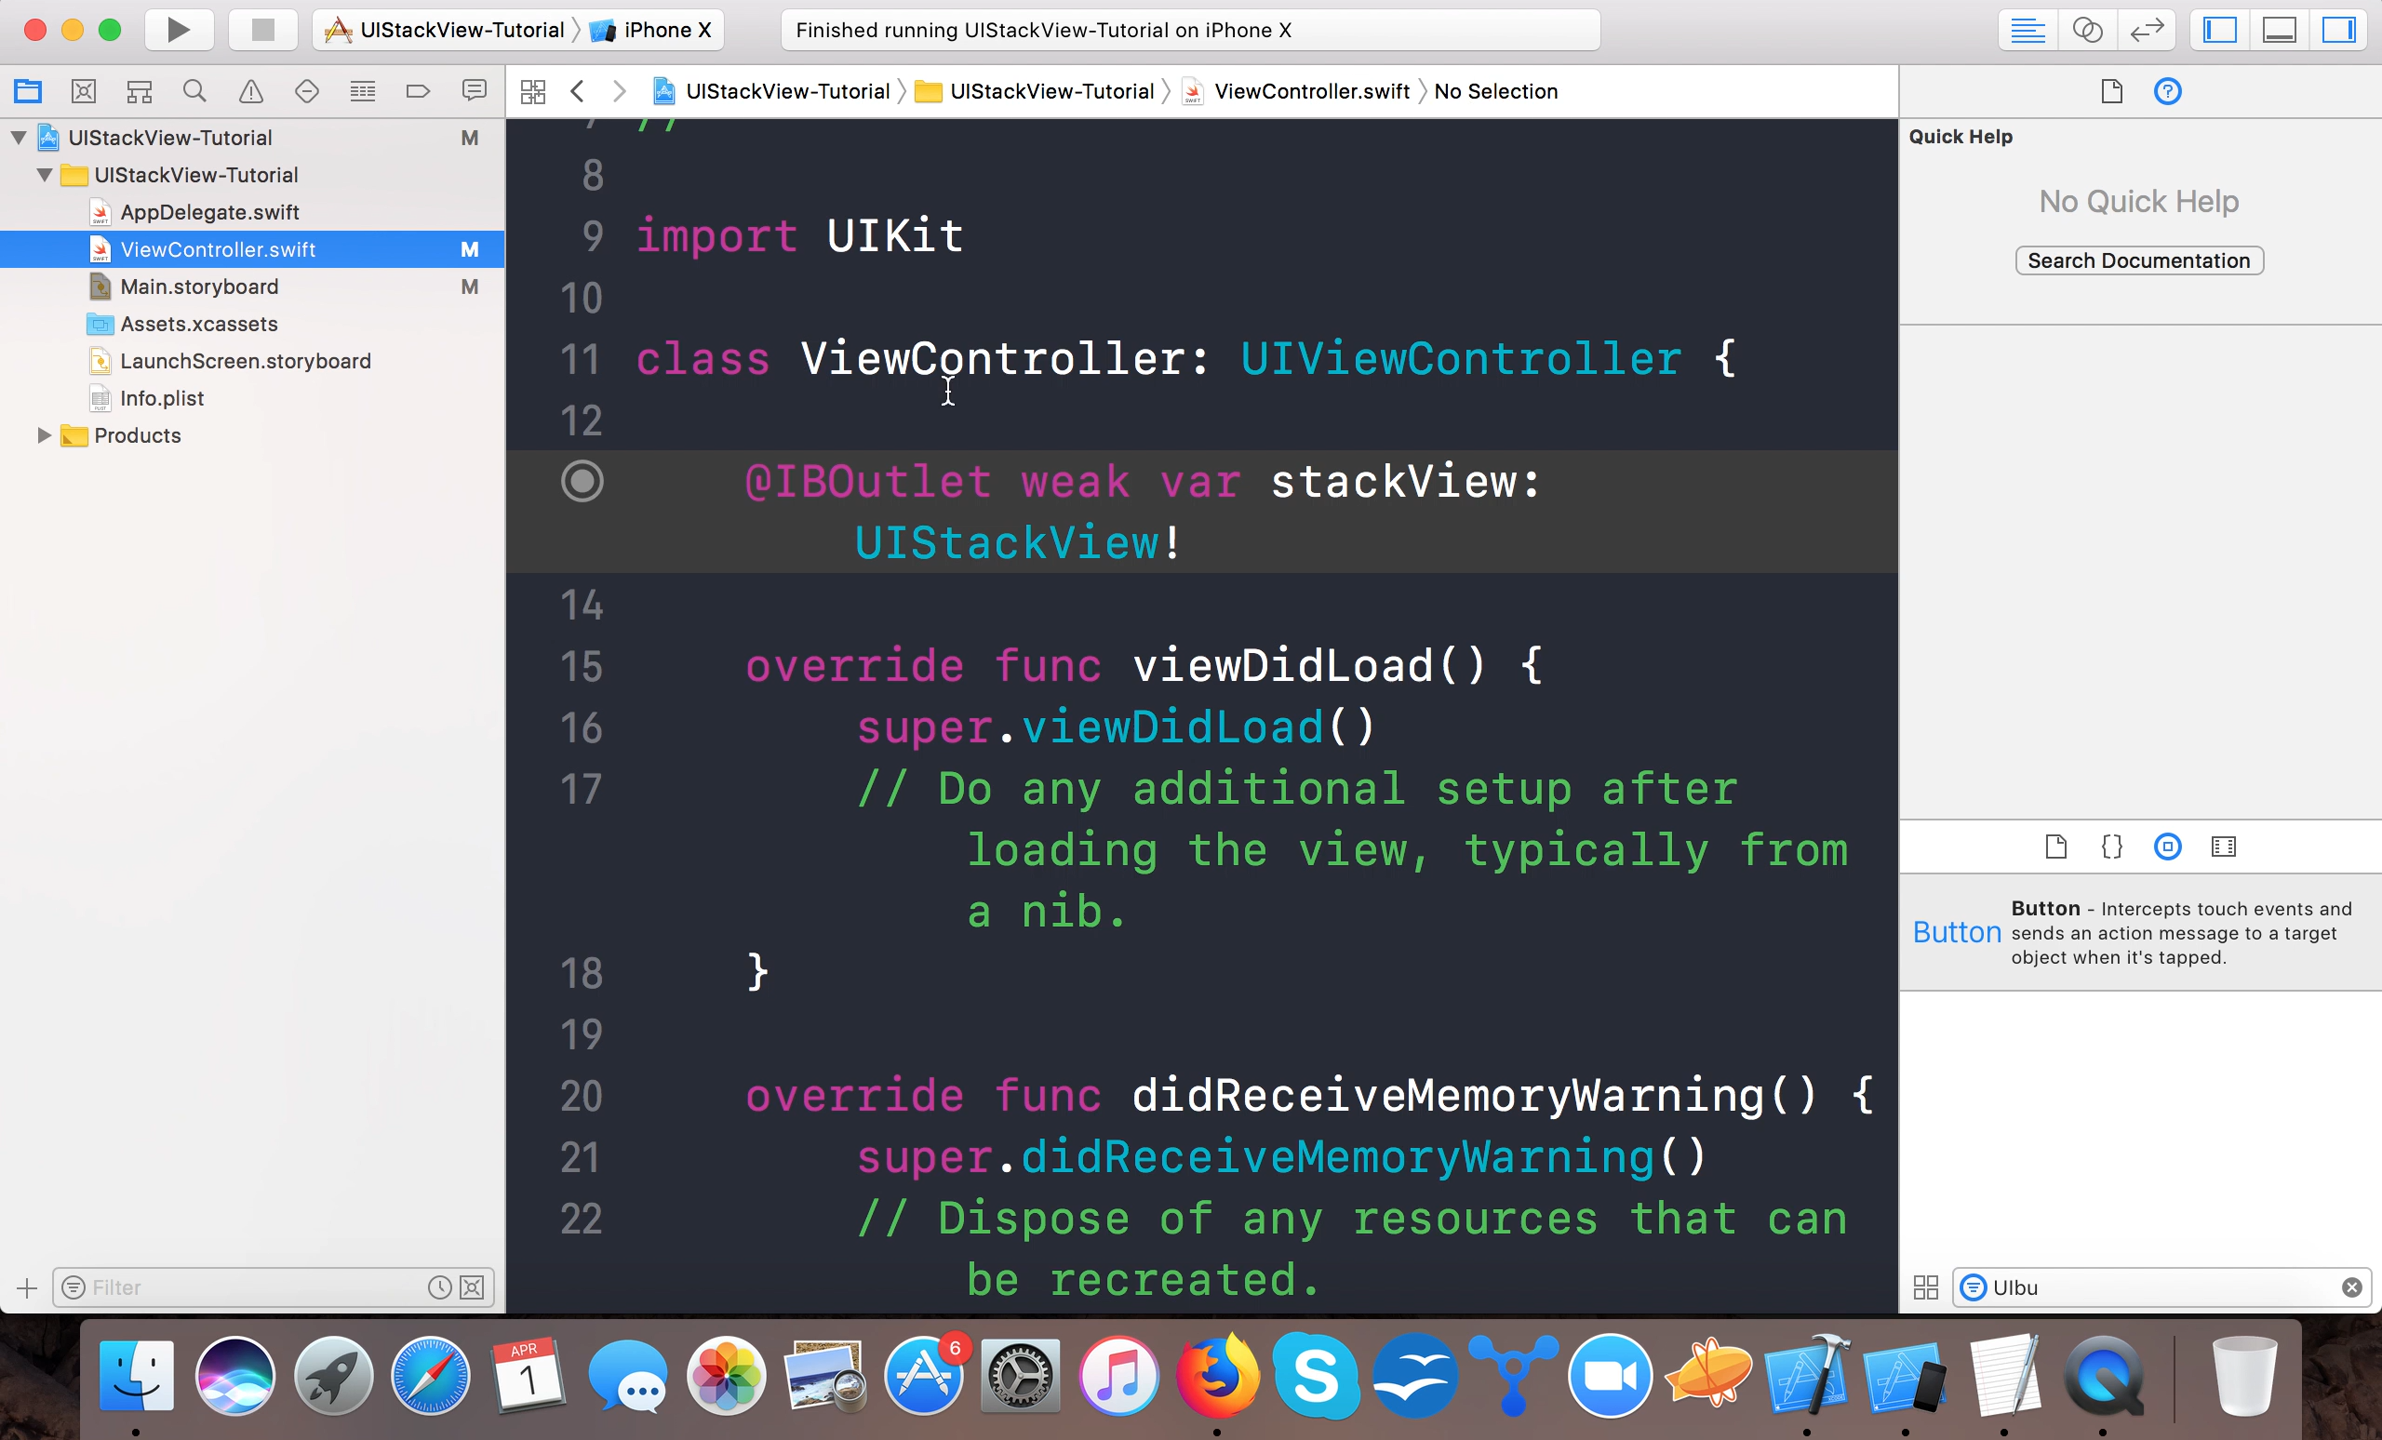 UIStackView-Tutorial
iPhone X
Finished running UIStackView-Tutorial on iPhone X
UIStackView-Tutorial
UIStackView-Tutorial
ViewController.swift
No Selection
UIStackView-Tutorial M
UIStackView-Tutorial
AppDelegate.swift
ViewController.swift M
Main.storyboard M
Assets.xcassets
LaunchScreen.storyboard
Info.plist
Products
Filter
//
8
9 import UIKit
10
11 class ViewController: UIViewController {
12
@IBOutlet weak var stackView:
UIStackView!
14
15 override func viewDidLoad() {
16 super.viewDidLoad()
17 // Do any additional setup after
loading the view, typically from
a nib.
18 }
19
20 override func didReceiveMemoryWarning() {
21 super.didReceiveMemoryWarning()
22 // Dispose of any resources that can
be recreated.
Quick Help
No Quick Help
Search Documentation
Button
Button - Intercepts touch events and
sends an action message to a target
object when it's tapped.
UIbu
APR
1
6